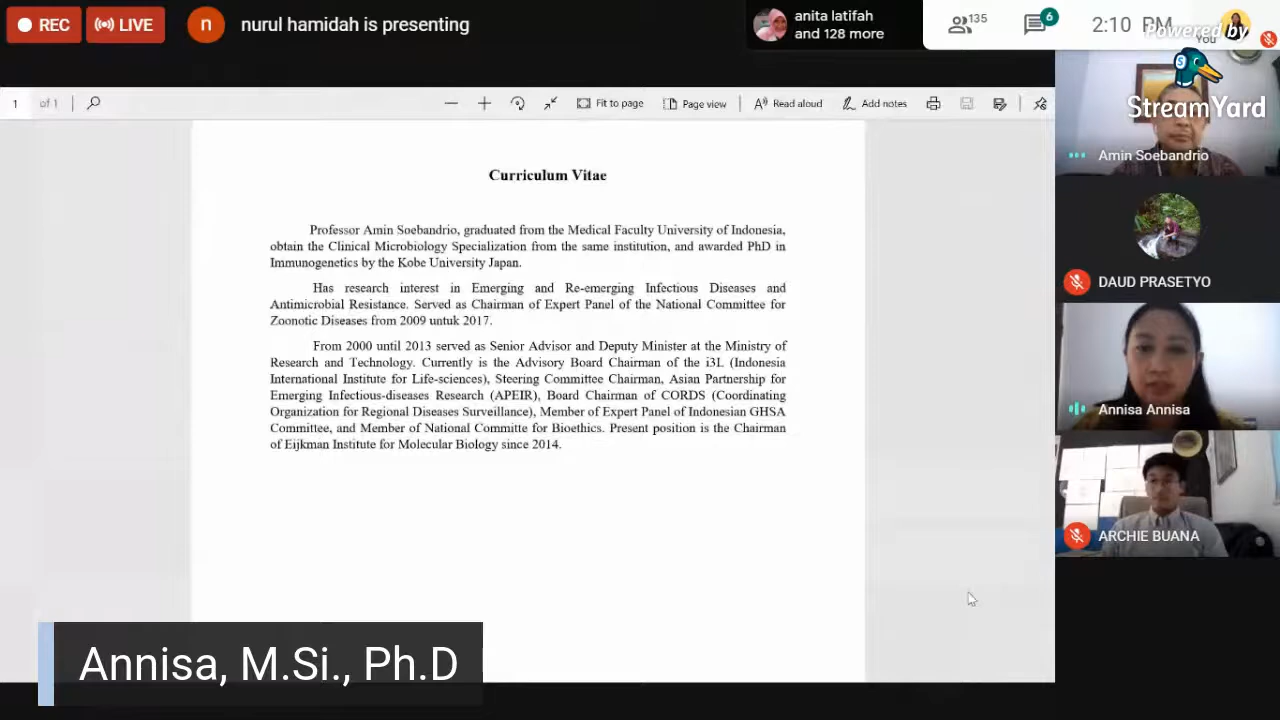 REC
LIVE
n
nurul hamidah is presenting
anita latifah
and 128 more
135
6
2:10 PM
Powered by
You
StreamYard
1 of 1
Fit to page
Page view
Read aloud
Add notes
Amin Soebandrio
DAUD PRASETYO
Annisa Annisa
ARCHIE BUANA
Curriculum Vitae
Professor Amin Soebandrio, graduated from the Medical Faculty University of Indonesia,
obtain the Clinical Microbiology Specialization from the same institution, and awarded PhD in
Immunogenetics by the Kobe University Japan.
Has research interest in Emerging and Re-emerging Infectious Diseases and
Antimicrobial Resistance. Served as Chairman of Expert Panel of the National Committee for
Zoonotic Diseases from 2009 untuk 2017.
From 2000 until 2013 served as Senior Advisor and Deputy Minister at the Ministry of
Research and Technology. Currently is the Advisory Board Chairman of the i3L (Indonesia
International Institute for Life-sciences), Steering Committee Chairman, Asian Partnership for
Emerging Infectious-diseases Research (APEIR), Board Chairman of CORDS (Coordinating
Organization for Regional Diseases Surveillance), Member of Expert Panel of Indonesian GHSA
Committee, and Member of National Committe for Bioethics. Present position is the Chairman
of Eijkman Institute for Molecular Biology since 2014.
Annisa, M.Si., Ph.D